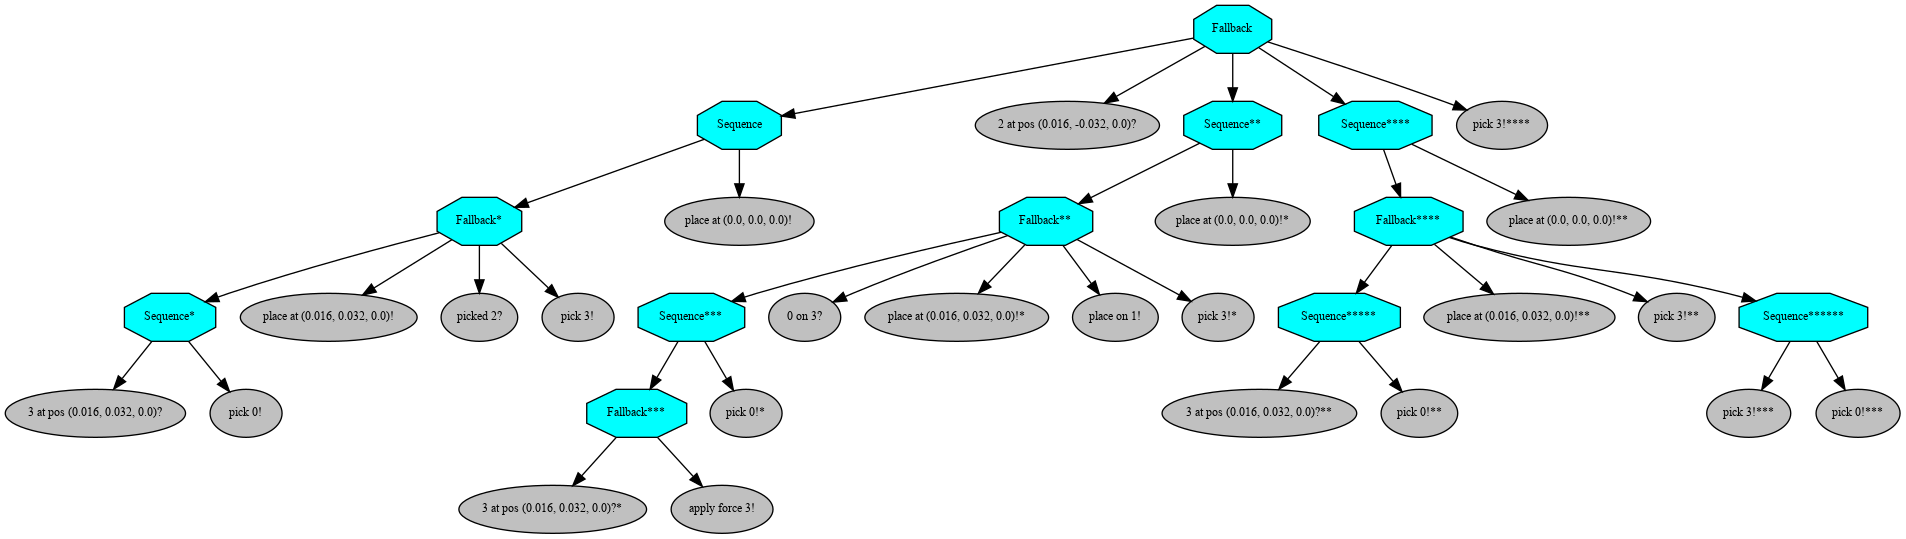 Fallback
Sequence
2 at pos (0.016, -0.032, 0.0)?
Sequence**
Sequence****
pick 3!****
Fallback*
place at (0.0, 0.0, 0.0)!
Fallback**
place at (0.0, 0.0, 0.0)!*
Fallback****
place at (0.0, 0.0, 0.0)!**
Sequence*
place at (0.016, 0.032, 0.0)!
picked 2?
pick 3!
Sequence***
0 on 3?
place at (0.016, 0.032, 0.0)!*
place on 1!
pick 3!*
Sequence*****
place at (0.016, 0.032, 0.0)!**
pick 3!**
Sequence******
3 at pos (0.016, 0.032, 0.0)?
pick 0!
Fallback***
pick 0!*
3 at pos (0.016, 0.032, 0.0)?**
pick 0!**
pick 3!***
pick 0!***
3 at pos (0.016, 0.032, 0.0)?*
apply force 3!